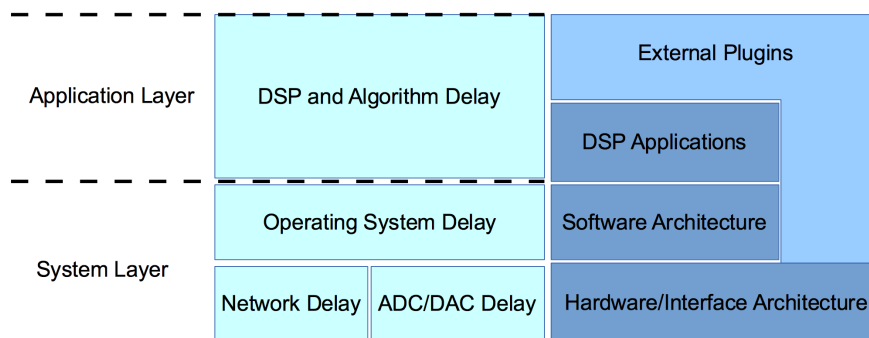 External Plugins
Application Layer
DSP and Algorithm Delay
DSP Applications
Operating System Delay
Software Architecture
System Layer
Network Delay
ADC/DAC Delay
Hardware/Interface Architecture